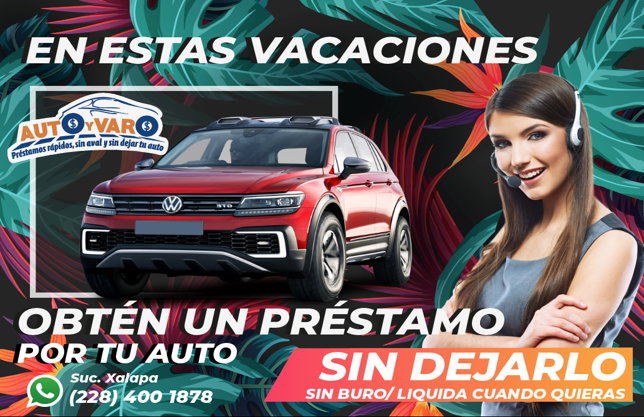 EN ESTAS VACACIONES
AUTO Y VARO
Préstamos rápidos, sin aval y sin dejar tu auto
OBTÉN UN PRÉSTAMO
POR TU AUTO
SIN DEJARLO
SIN BURO/ LIQUIDA CUANDO QUIERAS
Suc. Xalapa
(228) 400 1878